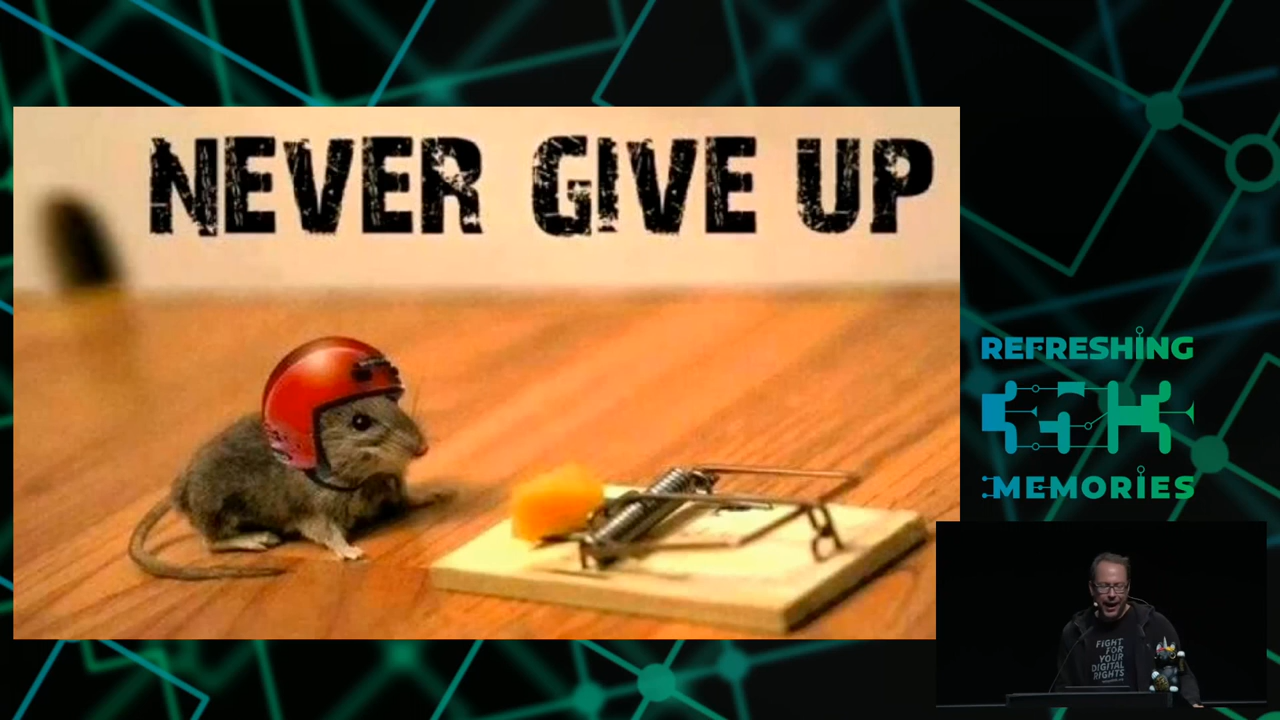 NEVER GIVE UP
REFRESHING
MEMORIES
FIGHT
FOR
YOUR
DIGITAL
RIGHTS